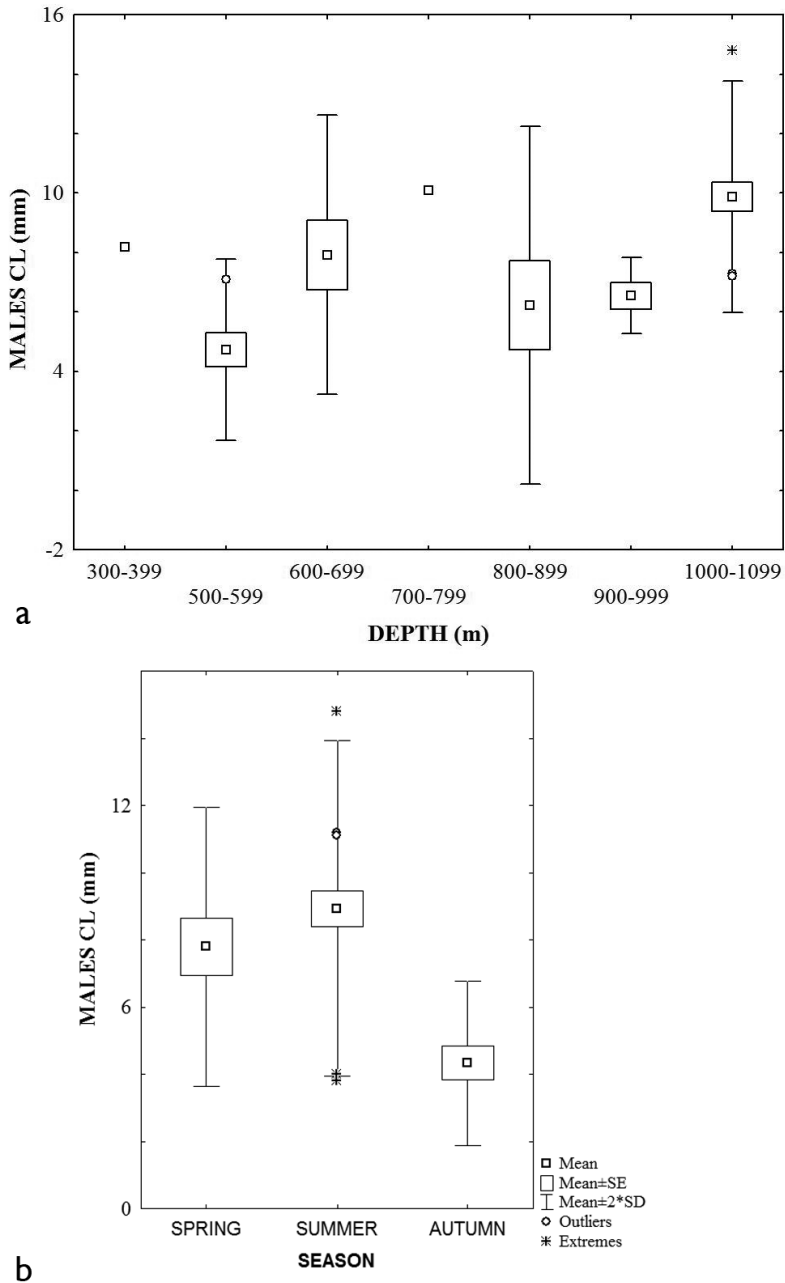 16
10
4
-2
MALES CL (mm)
300-399
500-599
600-699
700-799
800-899
900-999
1000-1099
DEPTH (m)
a
12
6
0
MALES CL (mm)
SPRING
SUMMER
AUTUMN
SEASON
Mean
Mean±SE
Mean±2*SD
Outliers
Extremes
b